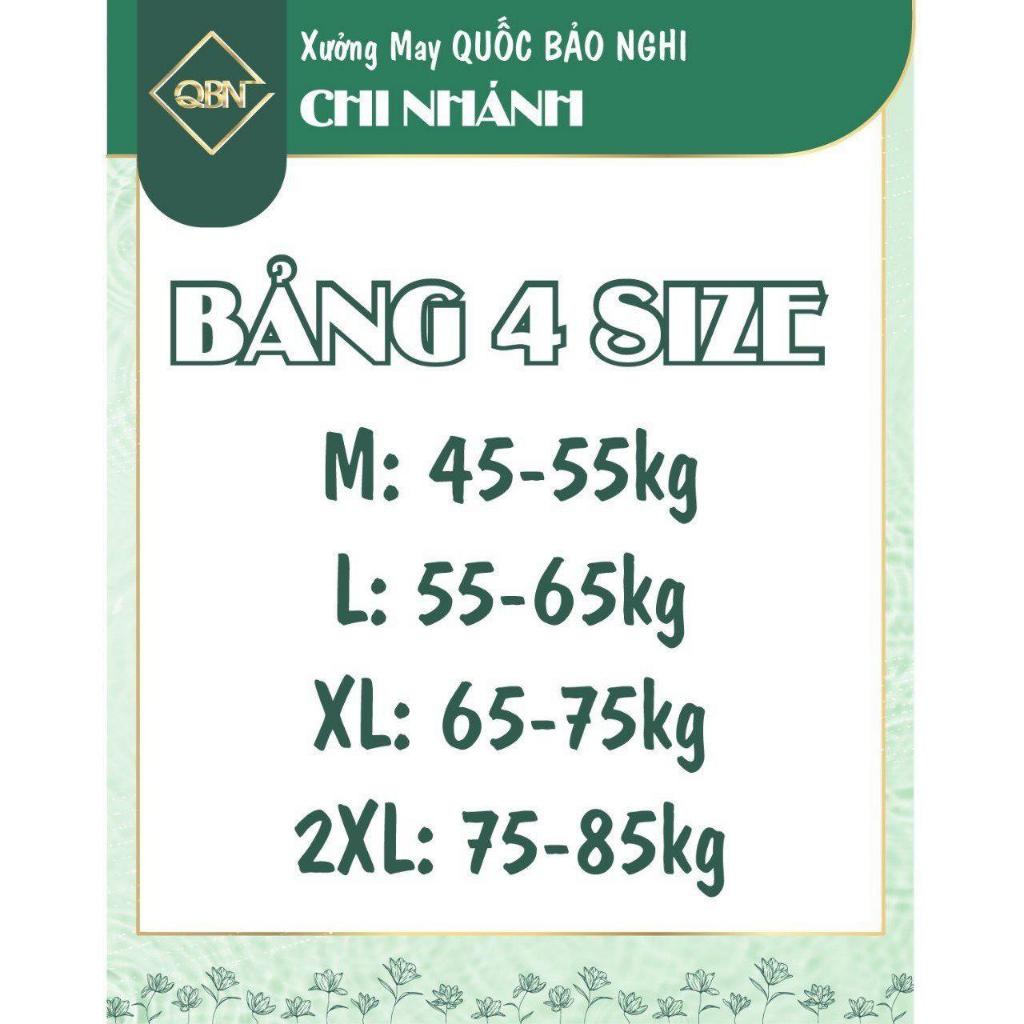 QBN
Xưởng May QUỐC BẢO NGHI
CHI NHÁNH
BẢNG 4 SIZE
M: 45-55kg
L: 55-65kg
XL: 65-75kg
2XL: 75-85kg